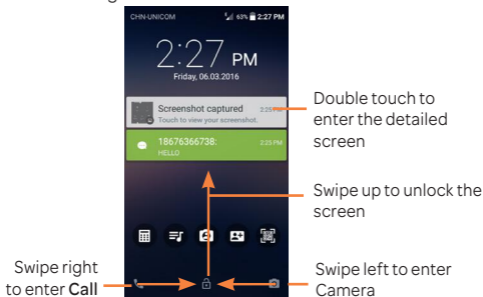 CHN-UNICOM 63% 2:27 PM
2:27 PM
Friday, 06.03.2016
Screenshot captured 2:25 PM
Touch to view your screenshot.
18676366738: 2:23 PM
HELLO
Double touch to
enter the detailed
screen
Swipe up to unlock the
screen
Swipe right
to enter Call
Swipe left to enter
Camera